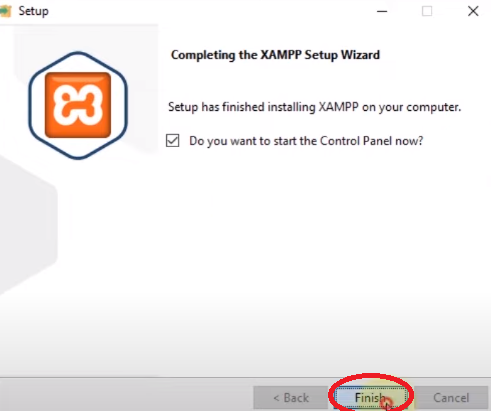 Setup
Completing the XAMPP Setup Wizard
Setup has finished installing XAMPP on your computer.
Do you want to start the Control Panel now?
< Back
Finish
Cancel